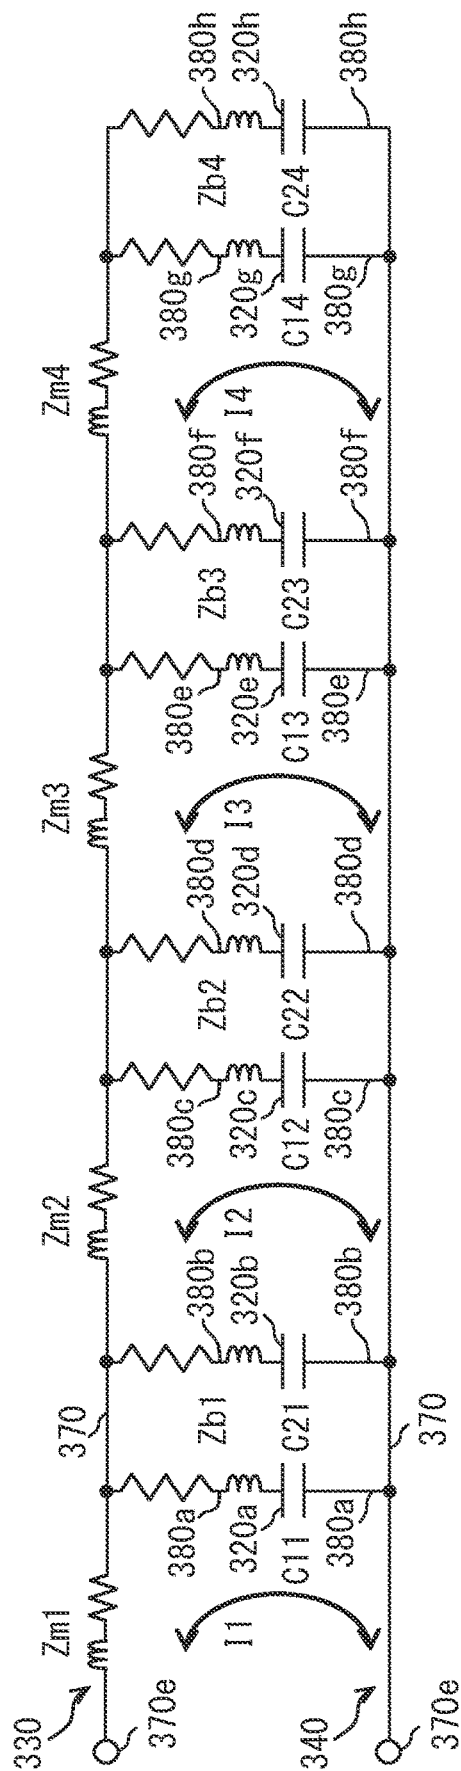 330
370e
Zm1
370
Zm2
Zm3
Zm4
380a
Zb1
380b
380c
Zb2
380d
380e
Zb3
380f
380g
Zb4
380h
320a
320b
320c
320d
320e
320f
320g
320h
I1
C11
C21
I2
C12
C22
I3
C13
C23
I4
C14
C24
380a
380b
380c
380d
380e
380f
380g
380h
340
370e
370